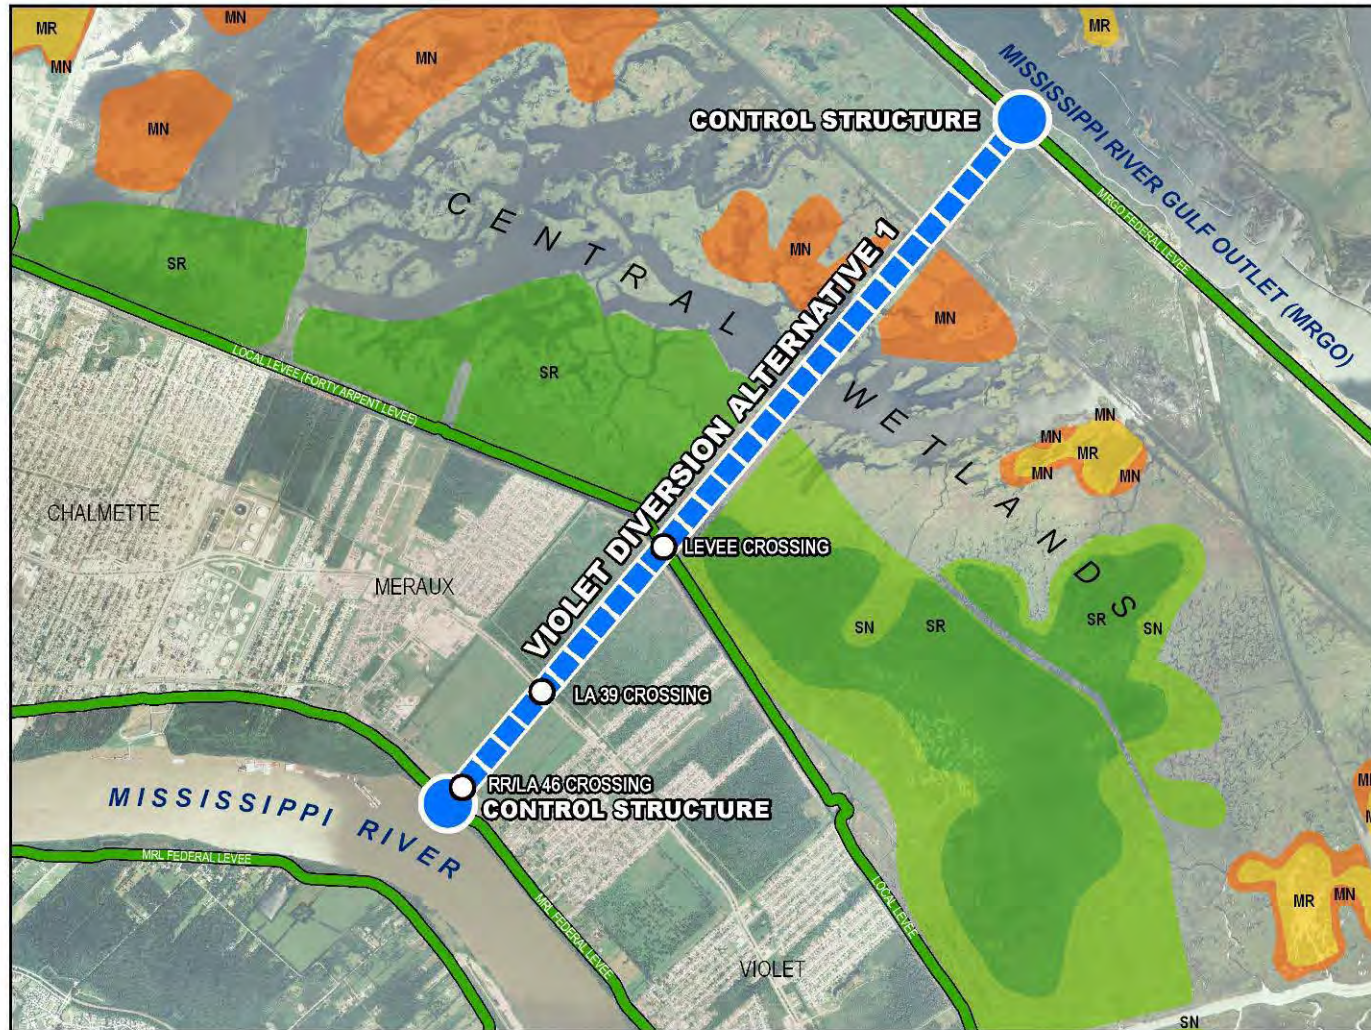 MR
MN
MN
MN
MN
MR
CONTROL STRUCTURE
MISSISSIPPI RIVER GULF OUTLET (MRGO)
MRGO FEDERAL LEVEE
CENTRAL WETLANDS
MN
MN
SR
SR
LOCAL LEVEE (FORTY ARPENT LEVEE)
VIOLET DIVERSION ALTERNATIVE 1
MN
MN
MR
MN
MN
CHALMETTE
MERAUX
LEVEE CROSSING
SN
SR
SR
SN
LA 39 CROSSING
RR/LA 46 CROSSING
CONTROL STRUCTURE
MISSISSIPPI RIVER
MRL FEDERAL LEVEE
MRL FEDERAL LEVEE
LOCAL LEVEE
VIOLET
MR
MN
SN